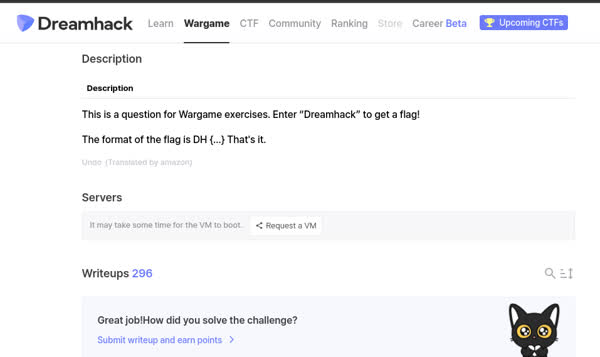 Dreamhack Learn Wargame CTF Community Ranking Store Career Beta Upcoming CTFs
Description
Description
This is a question for Wargame exercises. Enter “Dreamhack” to get a flag!
The format of the flag is DH {...} That's it.
Undo (Translated by amazon)
Servers
It may take some time for the VM to boot. Request a VM
Writeups 296
Great job!How did you solve the challenge?
Submit writeup and earn points